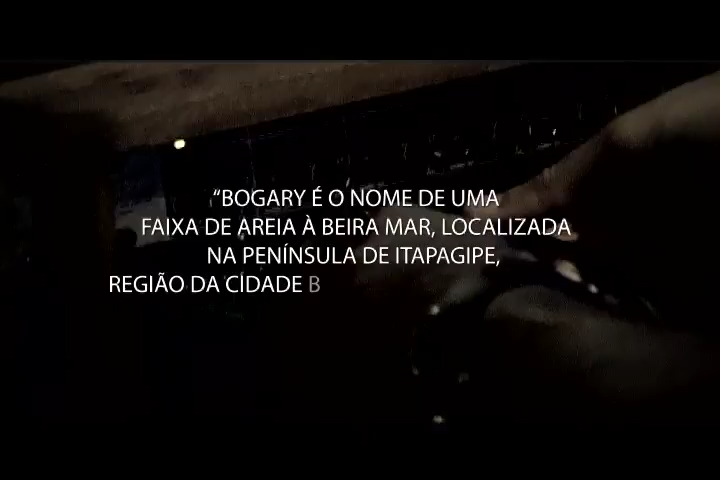 “BOGARY É O NOME DE UMA
FAIXA DE AREIA À BEIRA MAR, LOCALIZADA
NA PENÍNSULA DE ITAPAGIPE,
REGIÃO DA CIDADE B